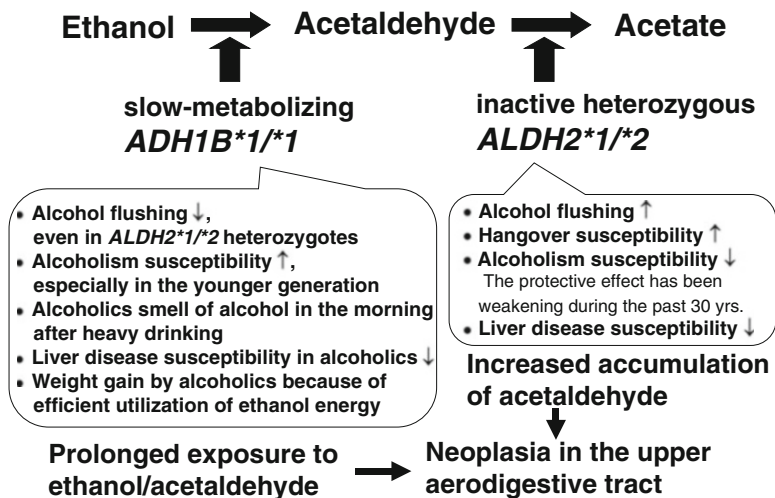 Ethanol Acetaldehyde Acetate
slow-metabolizing
ADH1B*1/*1
inactive heterozygous
ALDH2*1/*2
• Alcohol flushing ↓,
even in ALDH2*1/*2 heterozygotes
• Alcoholism susceptibility ↑,
especially in the younger generation
• Alcoholics smell of alcohol in the morning
after heavy drinking
• Liver disease susceptibility in alcoholics ↓
• Weight gain by alcoholics because of
efficient utilization of ethanol energy
• Alcohol flushing ↑
• Hangover susceptibility ↑
• Alcoholism susceptibility ↓
The protective effect has been
weakening during the past 30 yrs.
• Liver disease susceptibility ↓
Increased accumulation
of acetaldehyde
Prolonged exposure to
ethanol/acetaldehyde
Neoplasia in the upper
aerodigestive tract